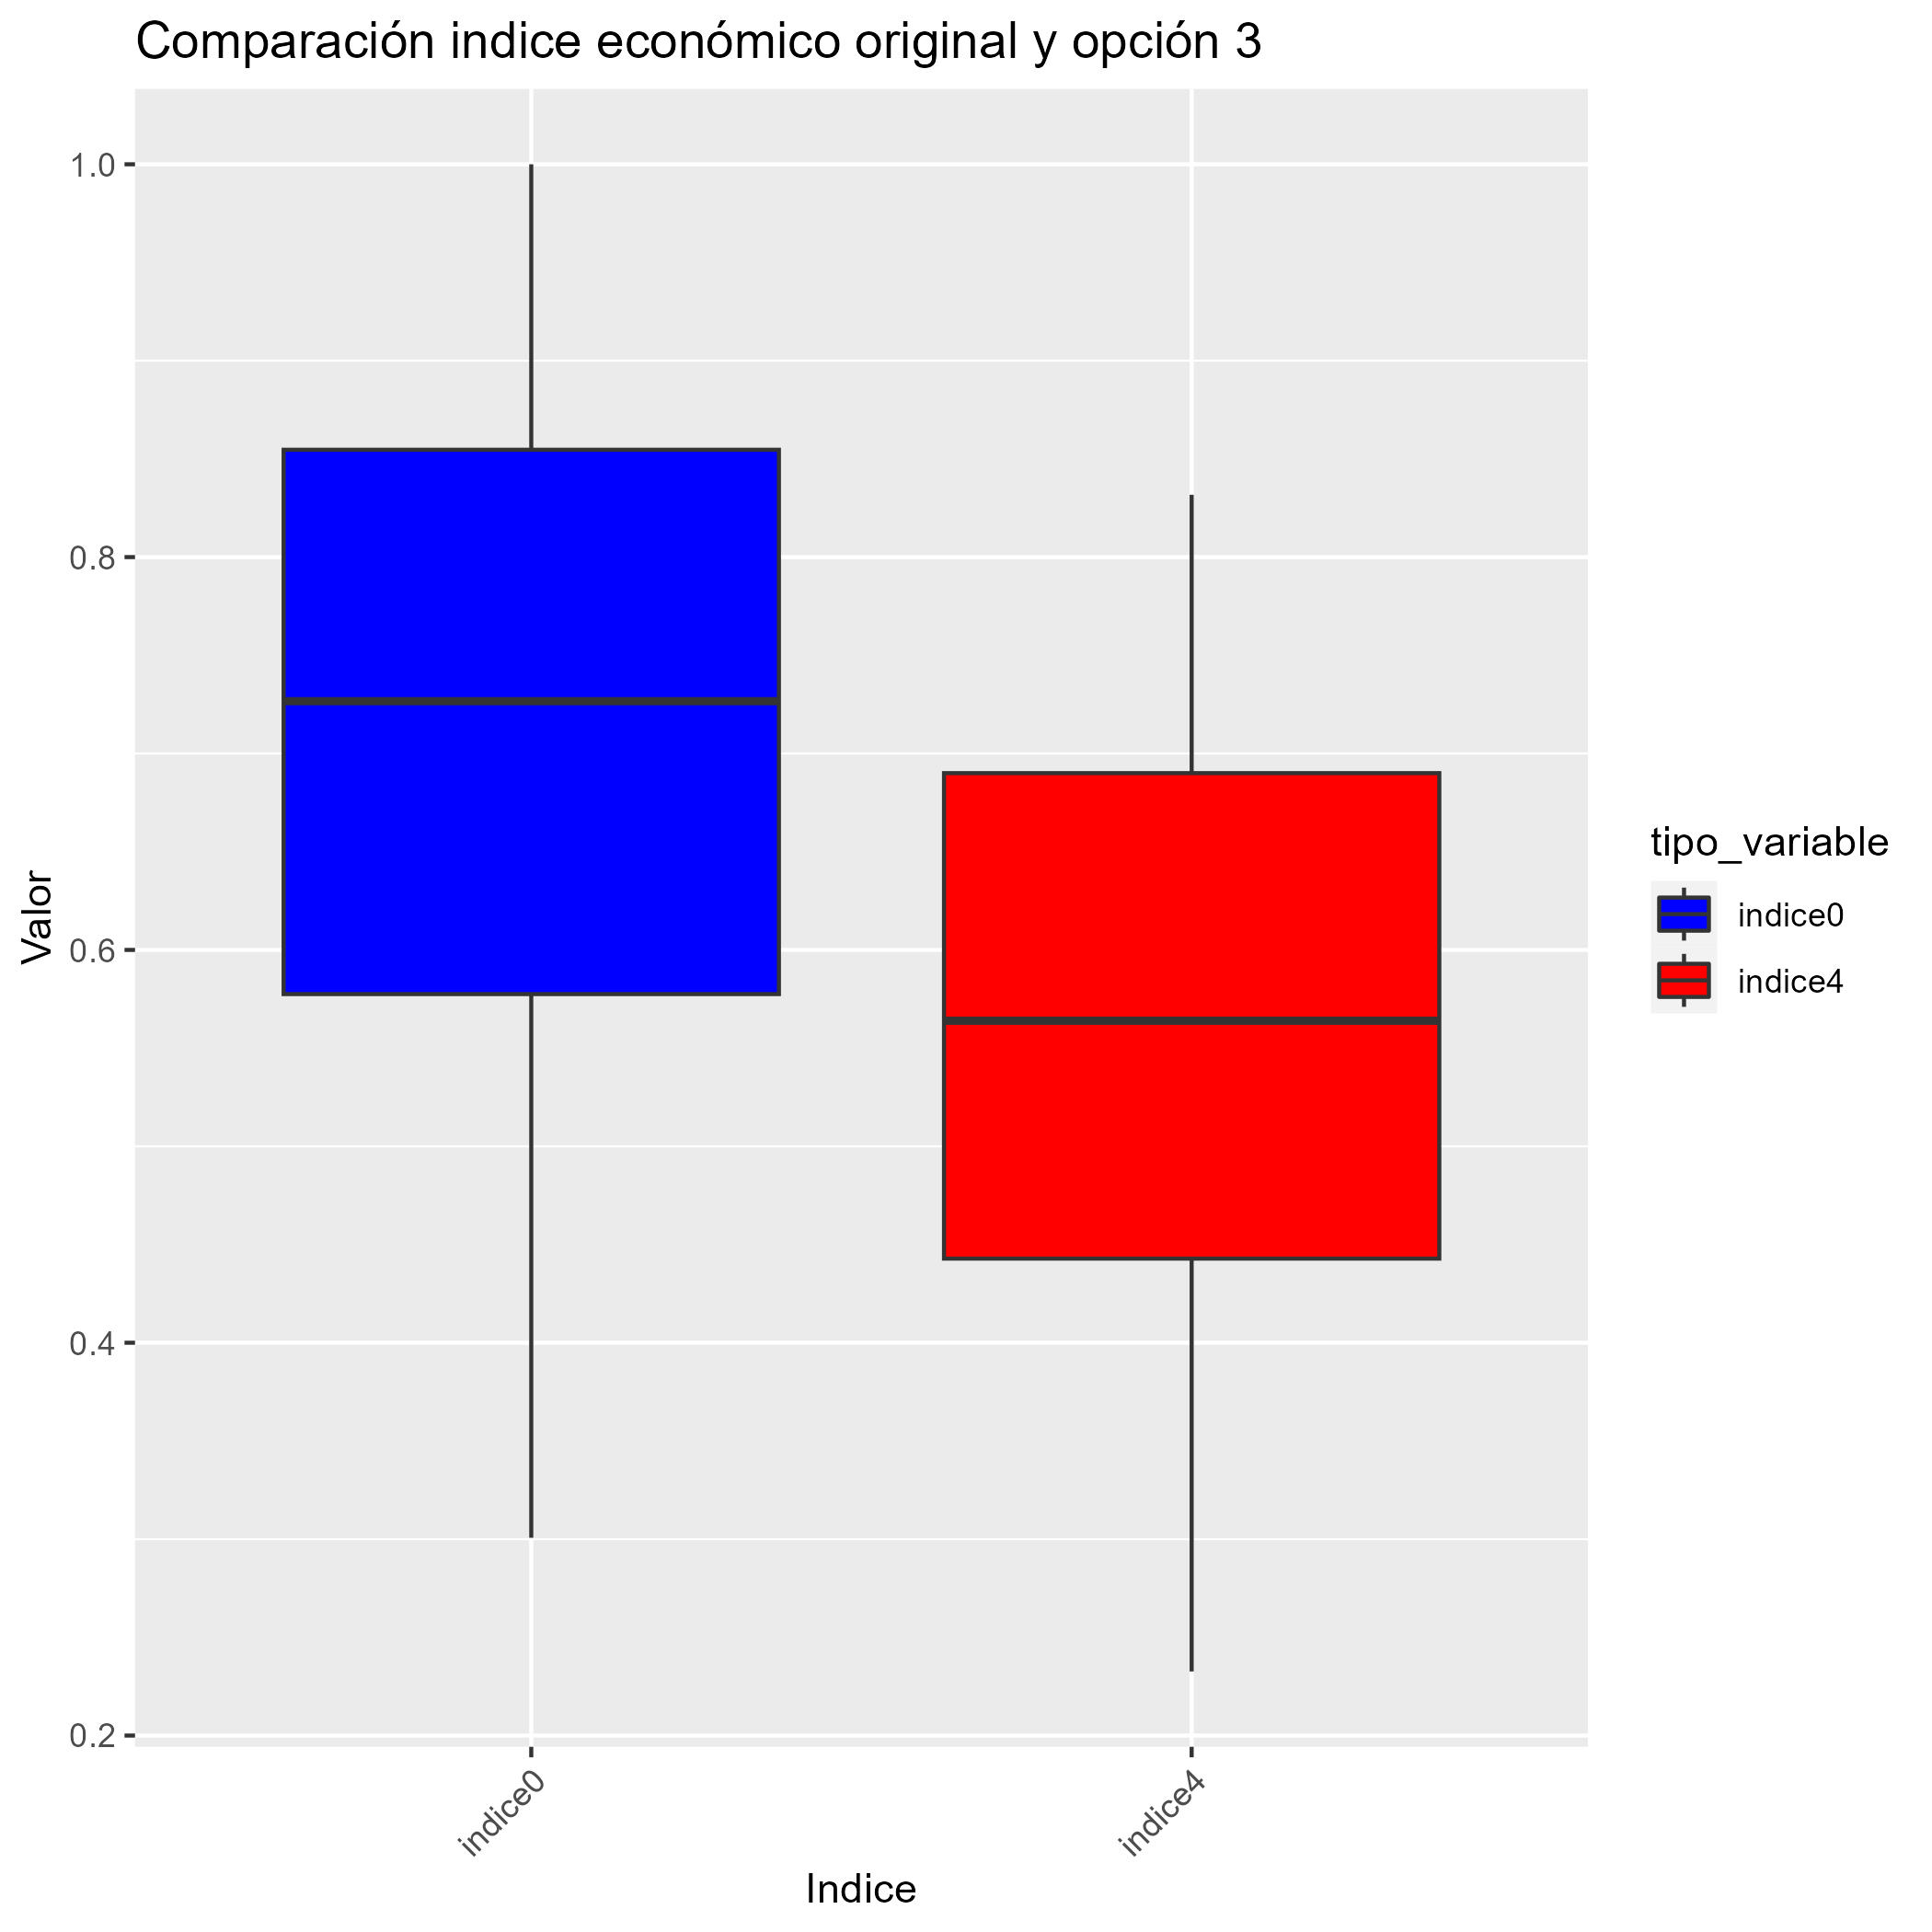 Comparación indice económico original y opción 3
Valor
1.0
0.8
0.6
0.4
0.2
indice0
indice4
Indice
tipo_variable
indice0
indice4